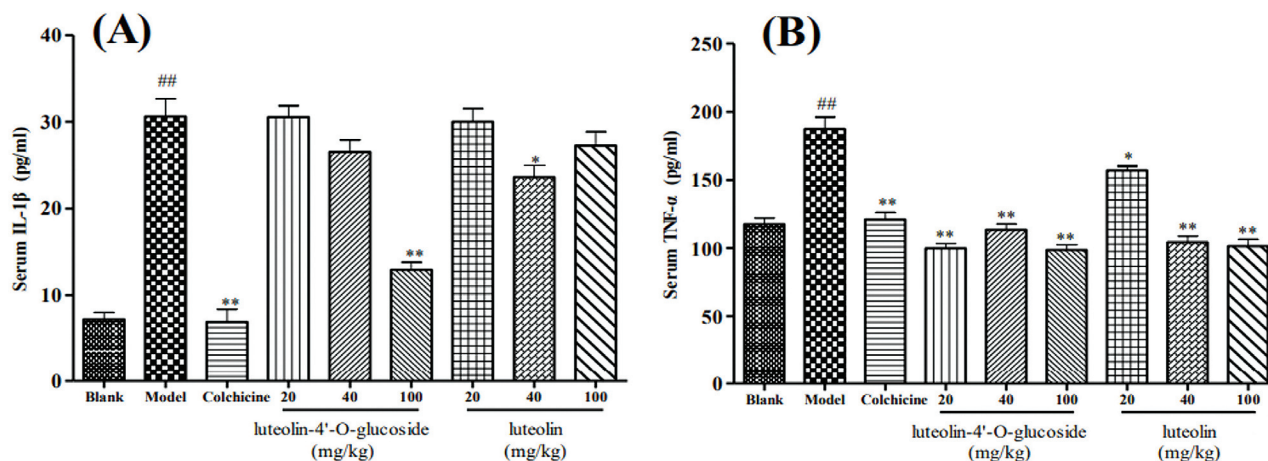 (A)
Serum IL-1β (pg/ml)
40
30
20
10
0
##
**
**
*
Blank Model Colchicine 20 40 100 20 40 100
luteolin-4'-O-glucoside
(mg/kg)
luteolin
(mg/kg)
(B)
Serum TNF-α (pg/ml)
250
200
150
100
50
0
##
**
**
**
**
*
**
**
Blank Model Colchicine 20 40 100 20 40 100
luteolin-4'-O-glucoside
(mg/kg)
luteolin
(mg/kg)